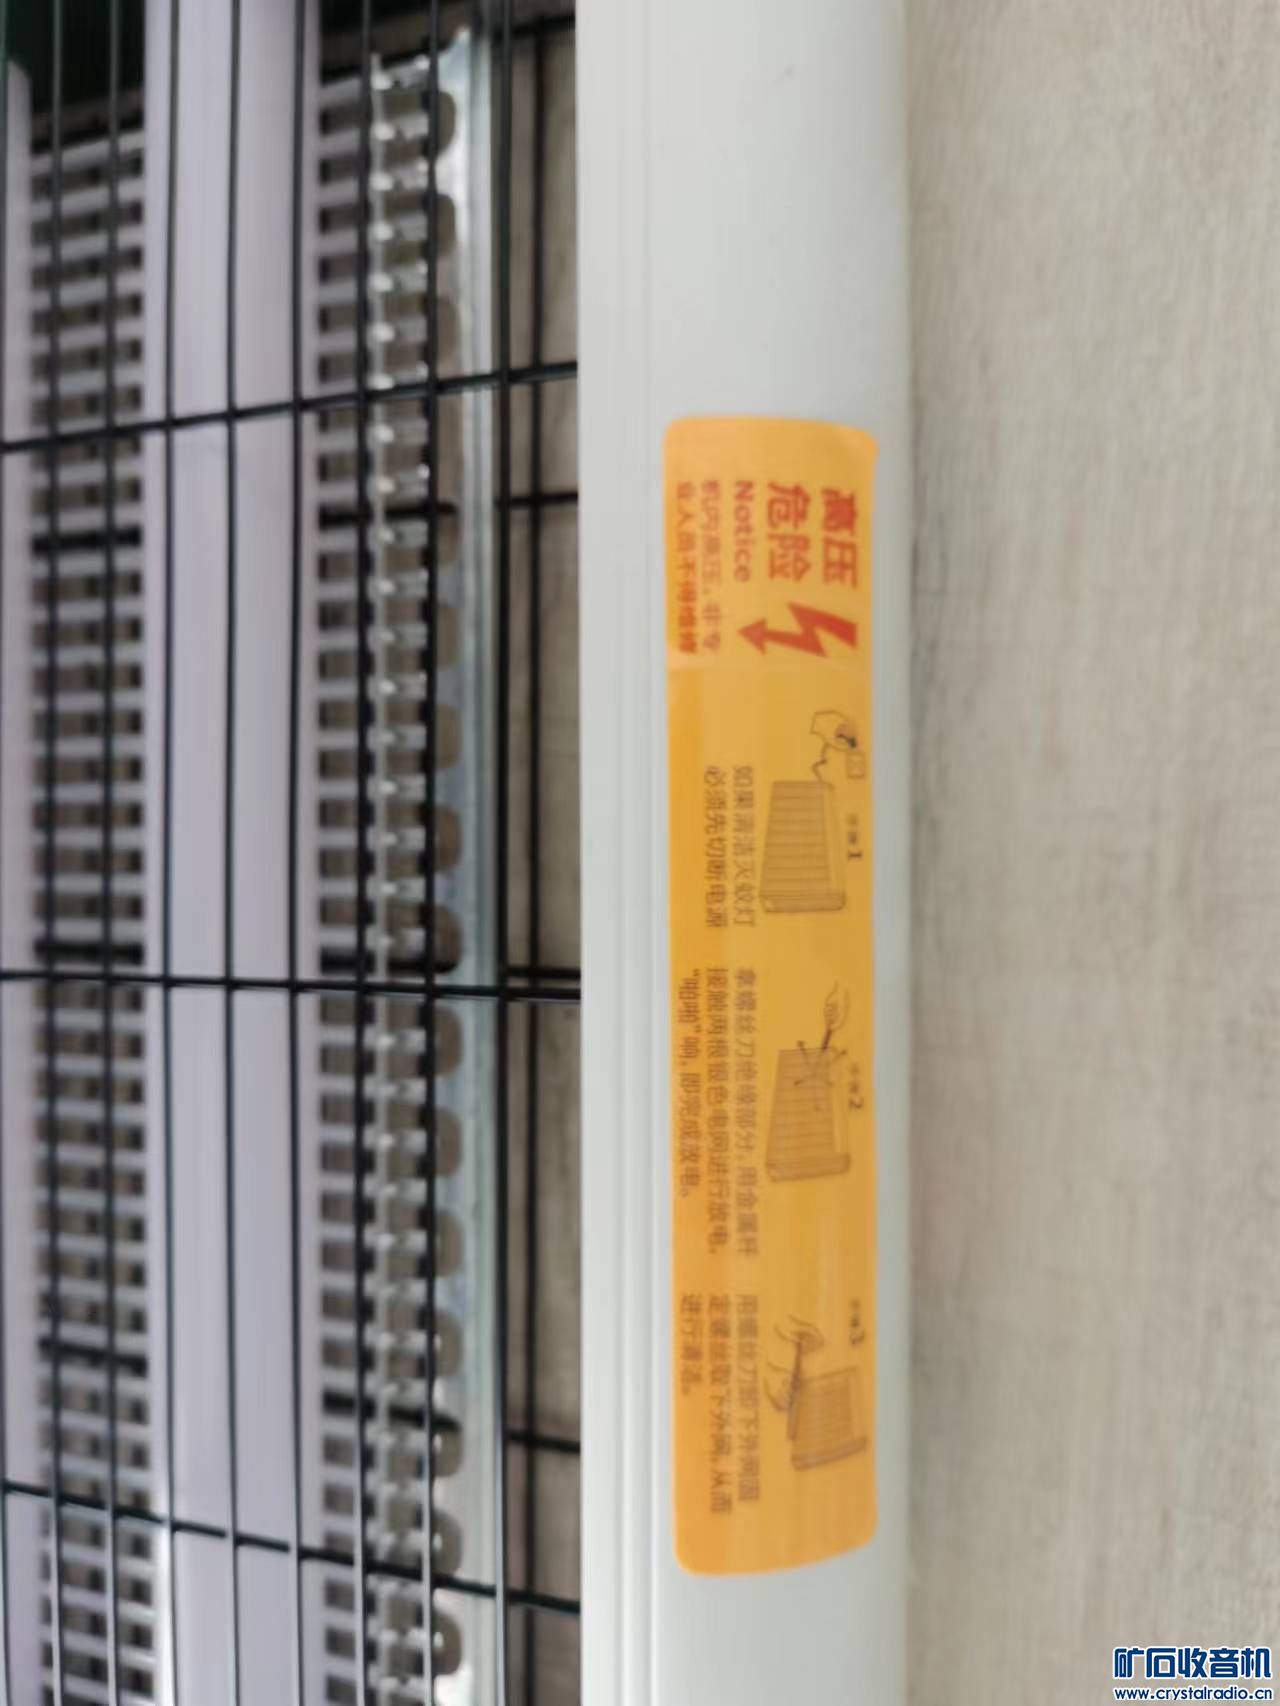 高压
危险
Notice
机内高压，非专
业人员不得维修
步骤1
如果清洁灭蚊灯
必须先切断电源
步骤2
拿螺丝刀绝缘部分，用金属杆
接触两根银色电网进行放电，
“啪啪”响，即完成放电。
步骤3
用螺丝刀卸下外网固
定螺丝取下外网，从而
进行清洁。
矿石收音机
www.crystalradio.cn